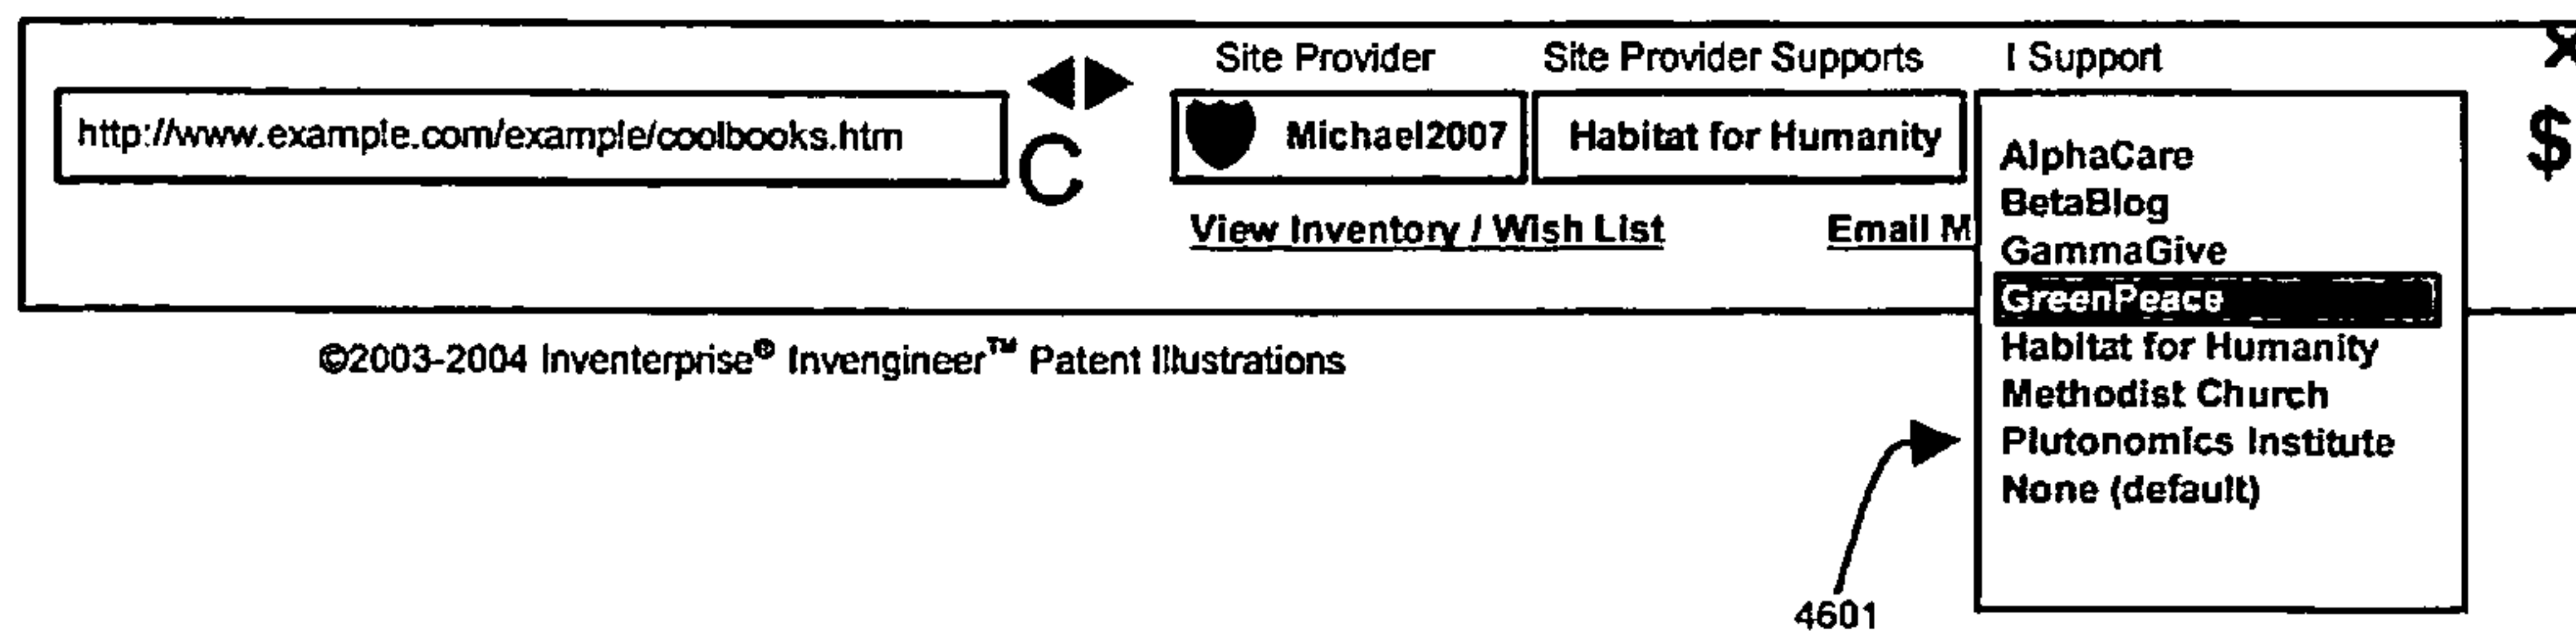 Site Provider Site Provider Supports I Support X
http://www.example.com/example/coolbooks.htm C Michael2007 Habitat for Humanity $
View Inventory / Wish List Email M
AlphaCare
BetaBlog
GammaGive
GreenPeace
Habitat for Humanity
Methodist Church
Plutonomics Institute
None (default)
©2003-2004 Inventerprise® Invengineer™ Patent Illustrations
4601